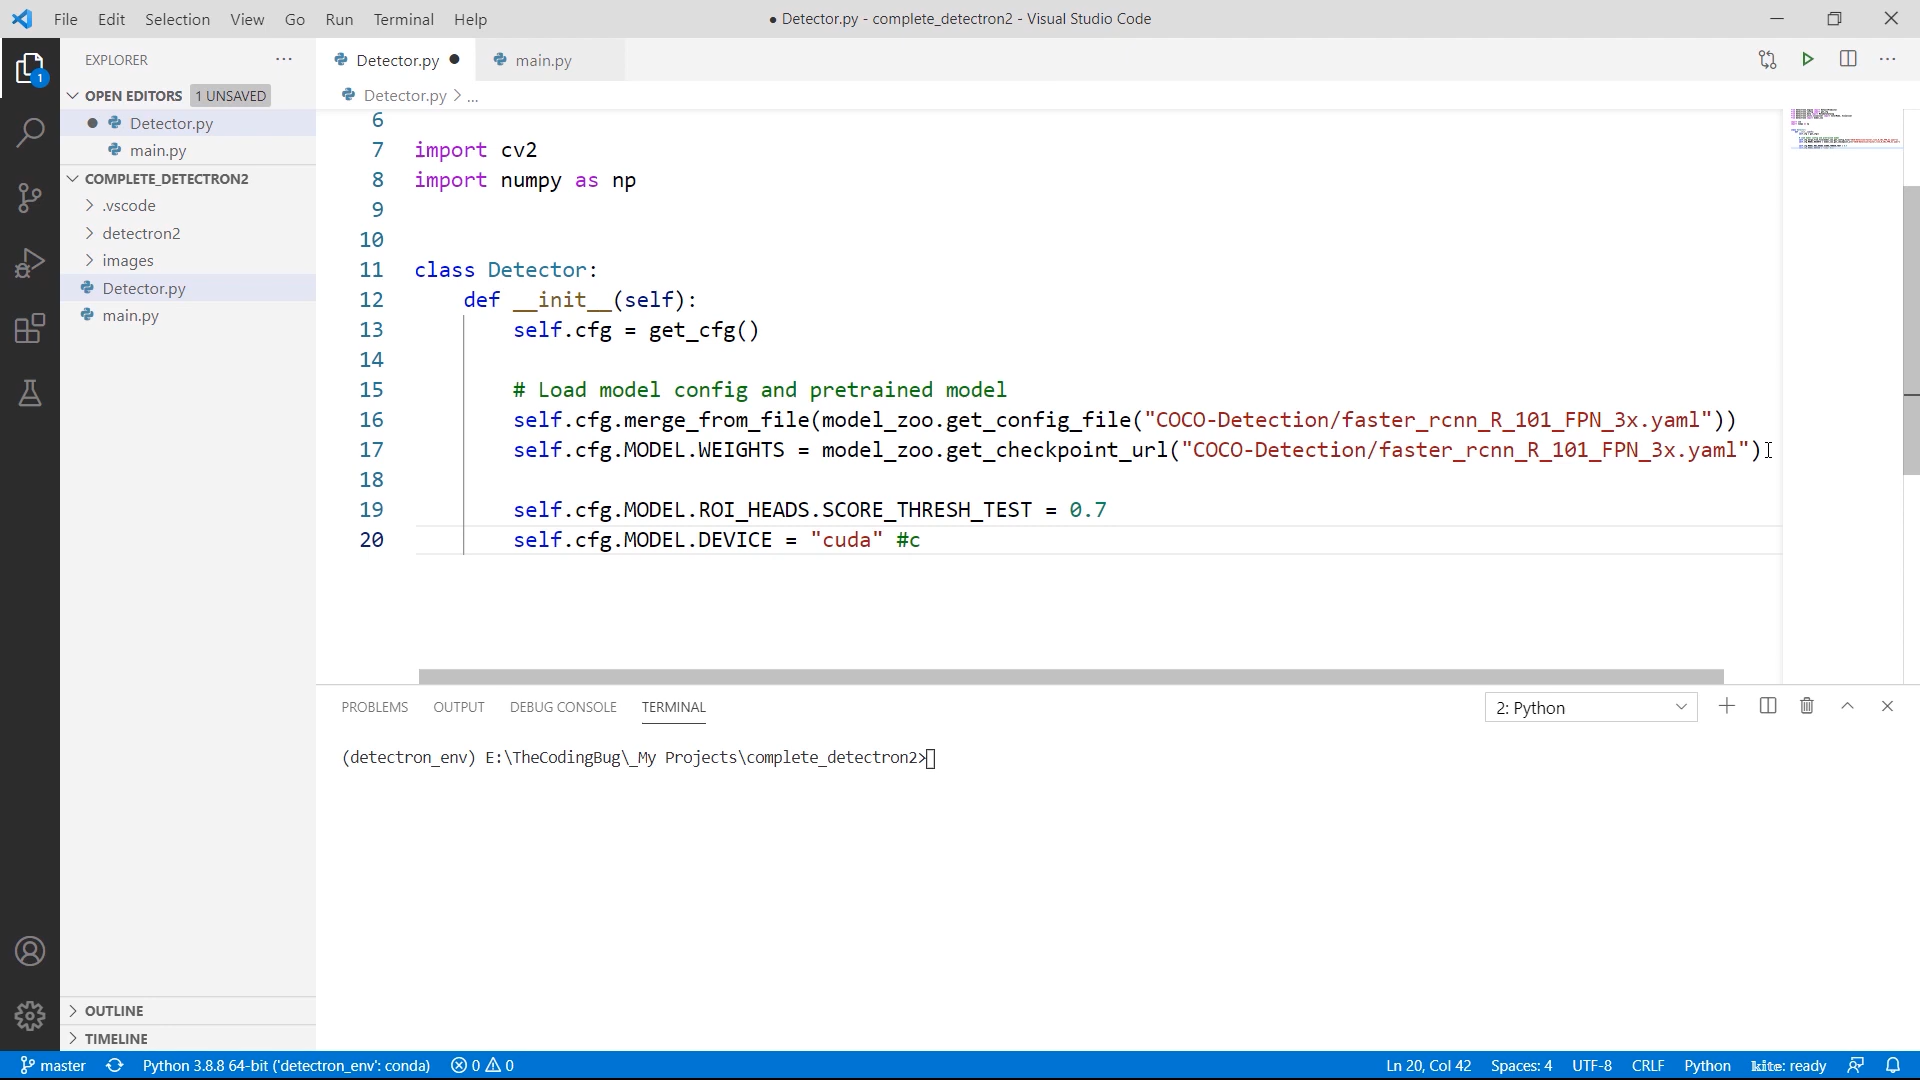 File Edit Selection View Go Run Terminal Help
● Detector.py - complete_detectron2 - Visual Studio Code
EXPLORER
1
OPEN EDITORS 1 UNSAVED
Detector.py
main.py
COMPLETE_DETECTRON2
.vscode
detectron2
images
Detector.py
main.py
OUTLINE
TIMELINE
Detector.py main.py
Detector.py > ...
6
7 import cv2
8 import numpy as np
9
10
11 class Detector:
12 def __init__(self):
13 self.cfg = get_cfg()
14
15 # Load model config and pretrained model
16 self.cfg.merge_from_file(model_zoo.get_config_file("COCO-Detection/faster_rcnn_R_101_FPN_3x.yaml"))
17 self.cfg.MODEL.WEIGHTS = model_zoo.get_checkpoint_url("COCO-Detection/faster_rcnn_R_101_FPN_3x.yaml")
18
19 self.cfg.MODEL.ROI_HEADS.SCORE_THRESH_TEST = 0.7
20 self.cfg.MODEL.DEVICE = "cuda" #c
PROBLEMS OUTPUT DEBUG CONSOLE TERMINAL
2: Python
(detectron_env) E:\TheCodingBug\_My Projects\complete_detectron2>
master Python 3.8.8 64-bit ('detectron_env': conda) 0 0
Ln 20, Col 42 Spaces: 4 UTF-8 CRLF Python kite: ready